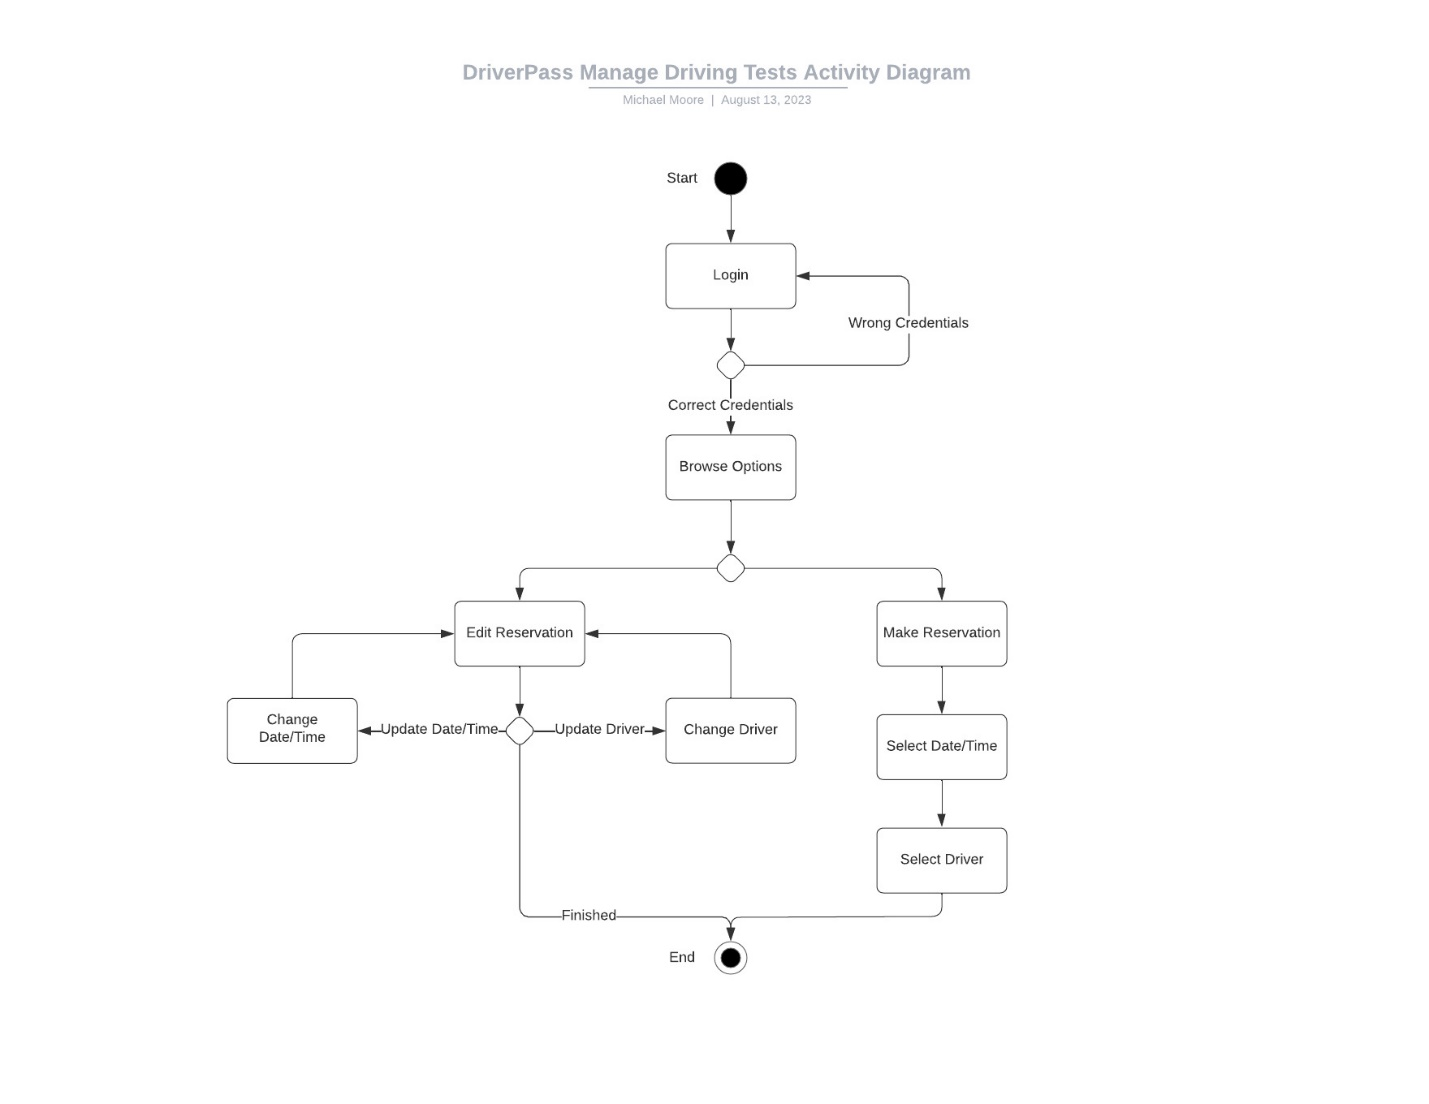 DriverPass Manage Driving Tests Activity Diagram
Michael Moore | August 13, 2023
Start
Login
Wrong Credentials
Correct Credentials
Browse Options
Edit Reservation
Make Reservation
Change
Date/Time
Update Date/Time
Update Driver
Change Driver
Select Date/Time
Select Driver
Finished
End